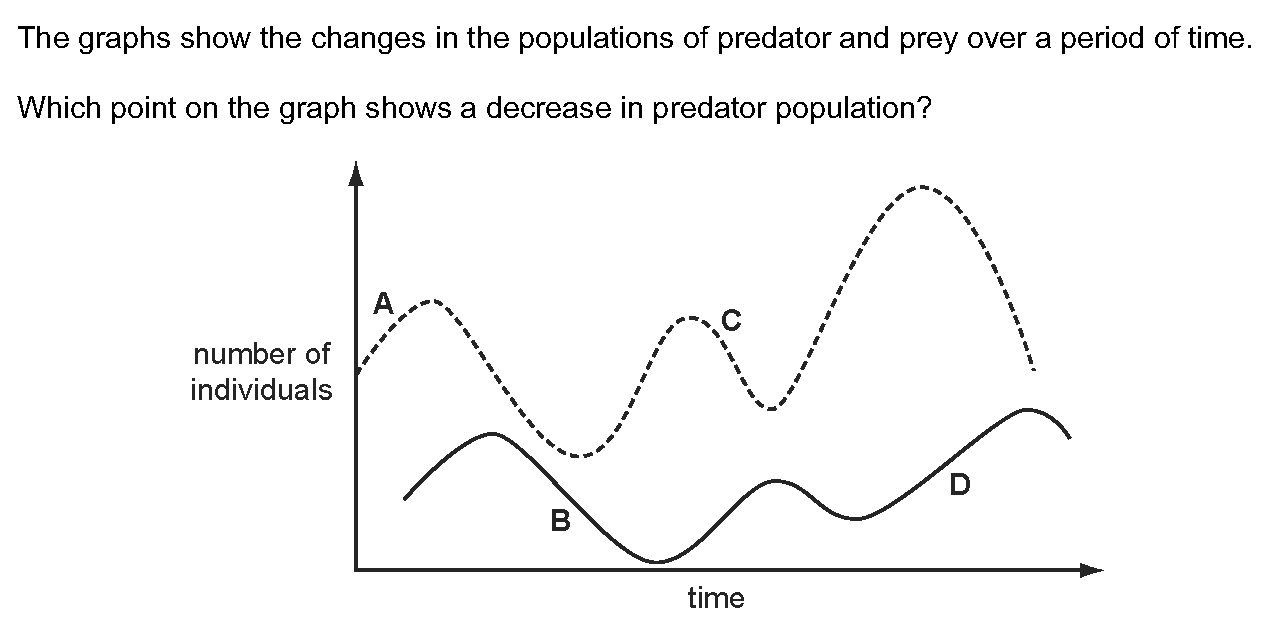 The graphs show the changes in the populations of predator and prey over a period of time.
Which point on the graph shows a decrease in predator population?
A
C
number of
individuals
B
D
time